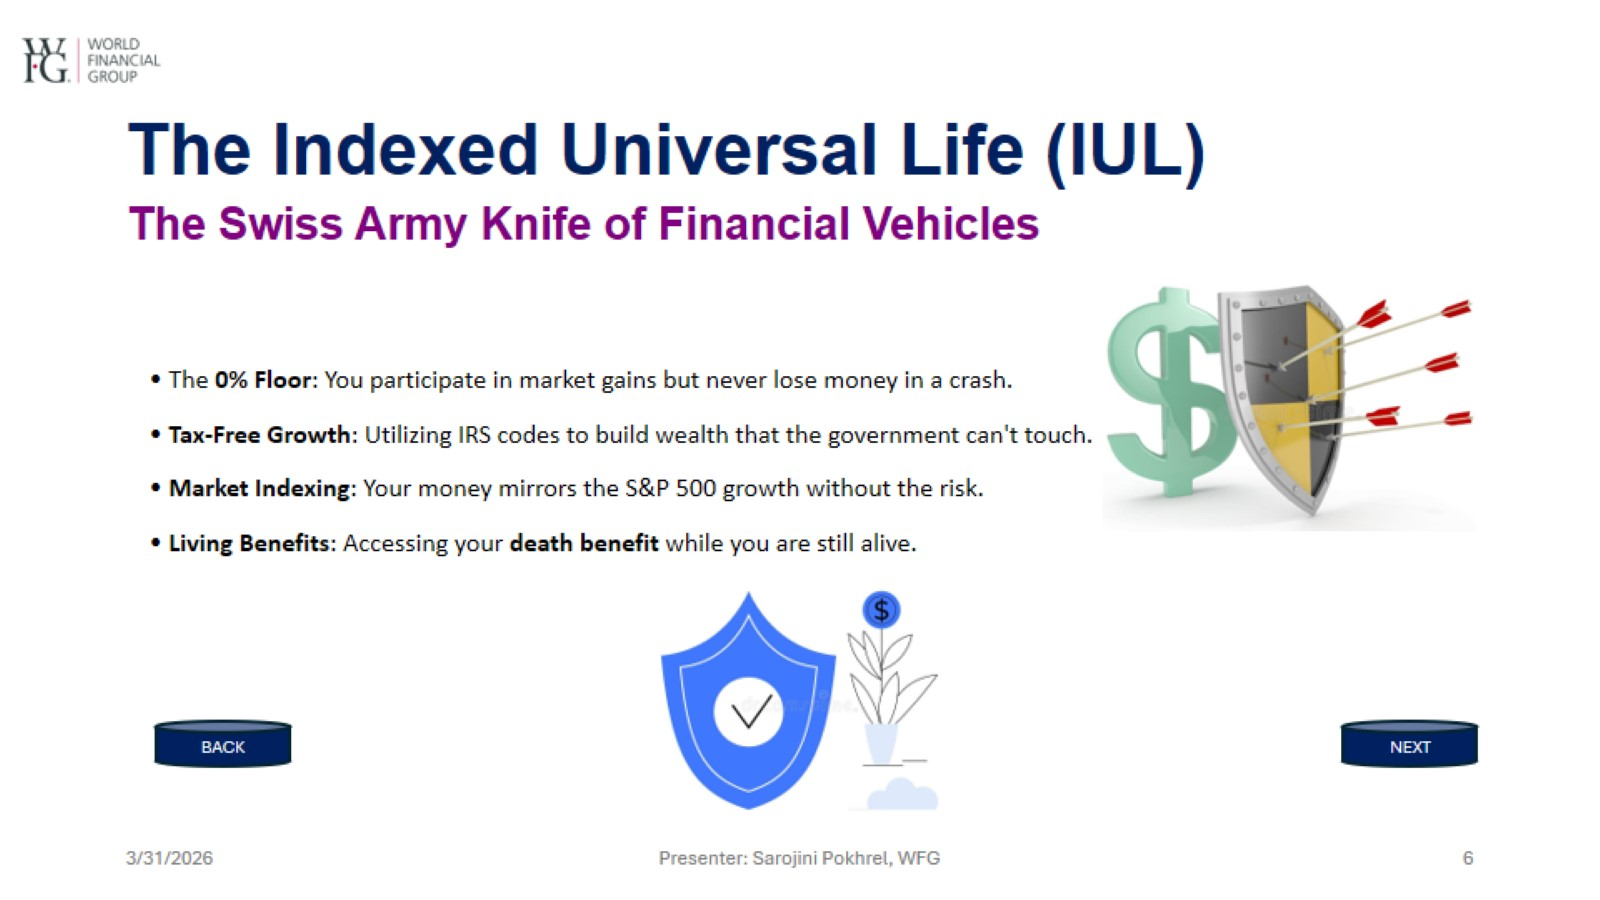 WFG WORLD
FINANCIAL
GROUP
The Indexed Universal Life (IUL)
The Swiss Army Knife of Financial Vehicles
• The 0% Floor: You participate in market gains but never lose money in a crash.
• Tax-Free Growth: Utilizing IRS codes to build wealth that the government can't touch.
• Market Indexing: Your money mirrors the S&P 500 growth without the risk.
• Living Benefits: Accessing your death benefit while you are still alive.
$
BACK
NEXT
3/31/2026
Presenter: Sarojini Pokhrel, WFG
6